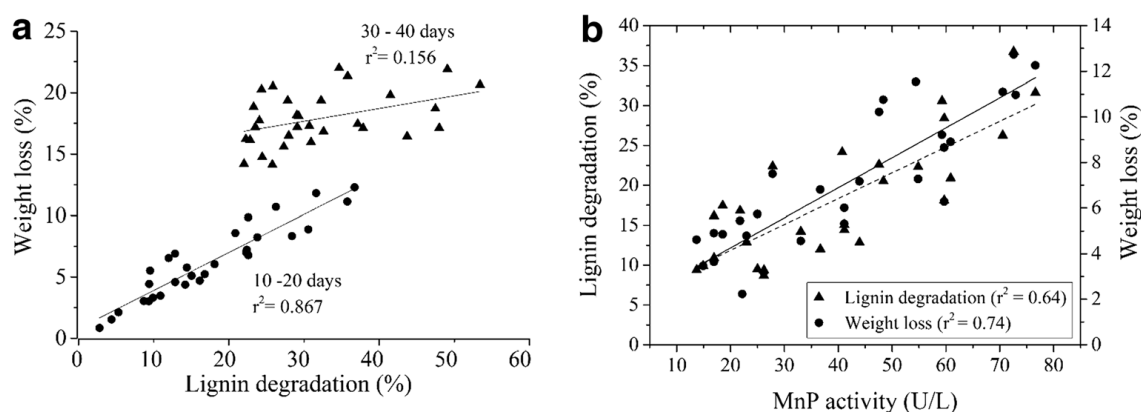 a
30 - 40 days
r²= 0.156
10 -20 days
r²= 0.867
Weight loss (%)
25
20
15
10
5
0
0 10 20 30 40 50 60
Lignin degradation (%)
b
Lignin degradation (%)
40
35
30
25
20
15
10
5
0
14
12
10
8
6
4
2
0
Weight loss (%)
Lignin degradation (r² = 0.64)
Weight loss (r² = 0.74)
10 20 30 40 50 60 70 80
MnP activity (U/L)